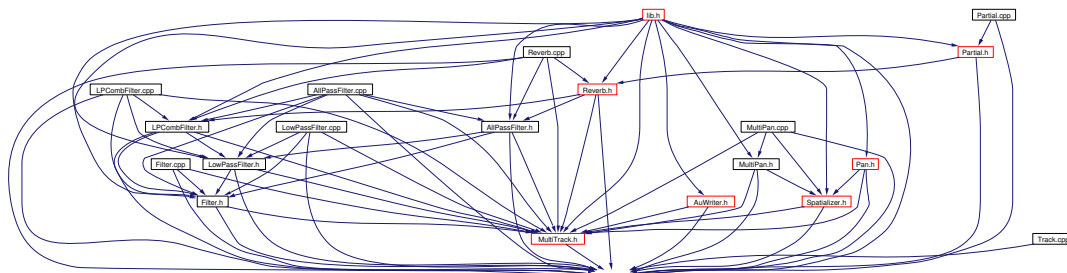 lib.h
Partial.cpp
Reverb.cpp
Partial.h
LPCombFilter.cpp
AllPassFilter.cpp
Reverb.h
LPCombFilter.h
LowPassFilter.cpp
AllPassFilter.h
MultiPan.cpp
Filter.cpp
LowPassFilter.h
MultiPan.h
Pan.h
Filter.h
AuWriter.h
Spatializer.h
MultiTrack.h
Track.cpp